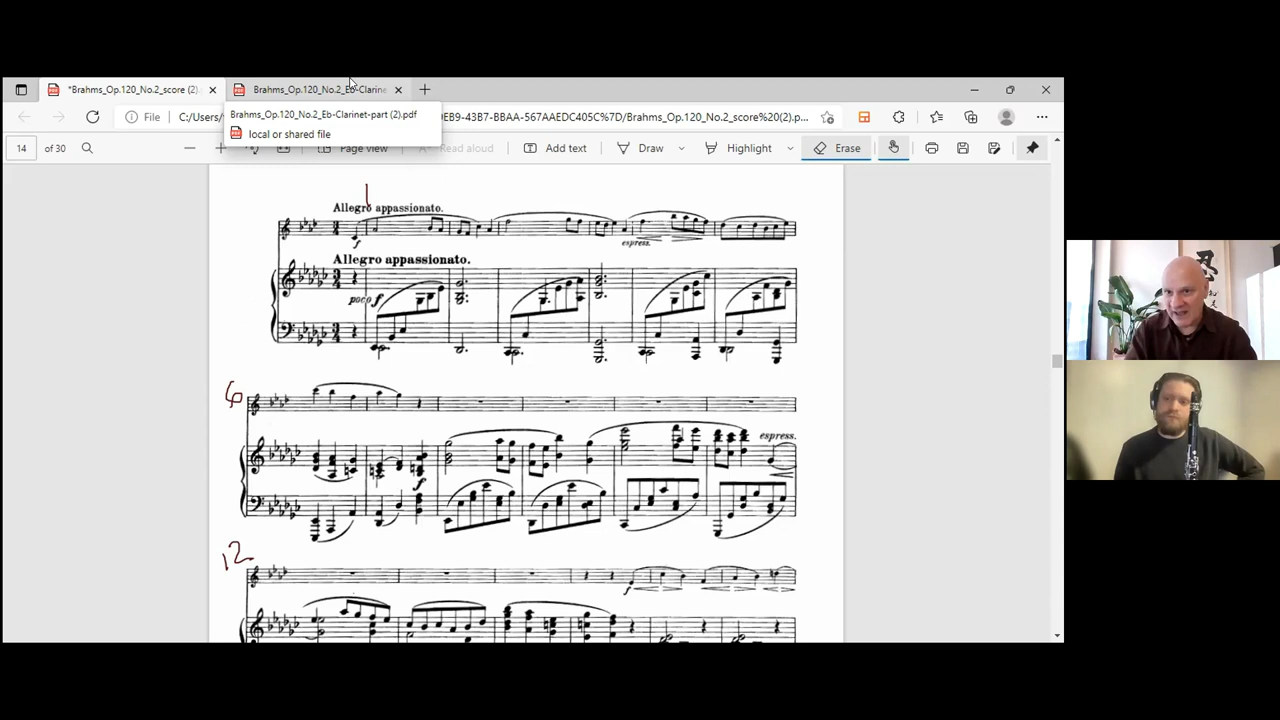 *Brahms_Op.120_No.2_score (2).
Brahms_Op.120_No.2_Eb-Clarine
File
C:/Users/
9EB9-43B7-BBAA-567AAEDC405C%7D/Brahms_Op.120_No.2_score%20(2).p...
Brahms_Op.120_No.2_Eb-Clarinet-part (2).pdf
local or shared file
14 of 30
Page view
Read aloud
Add text
Draw
Highlight
Erase
1
Allegro appassionato.
f
espress.
Allegro appassionato.
poco f
6
espress.
f
12
f
忍